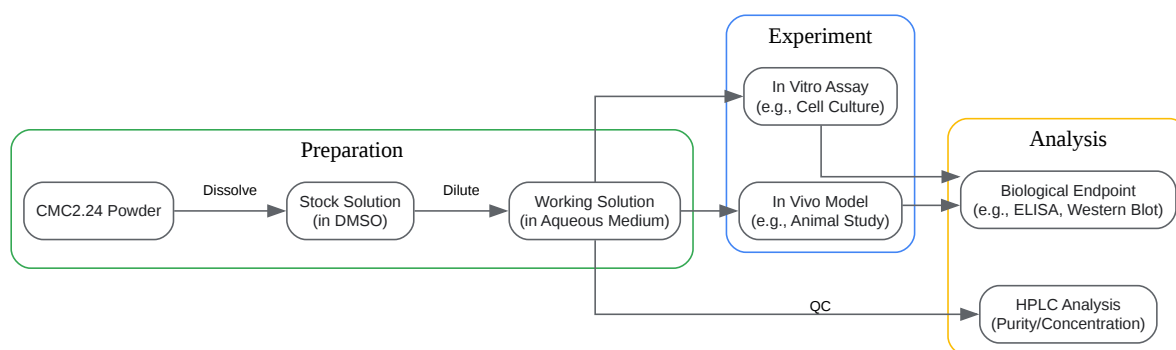 Experiment
In Vitro Assay
(e.g., Cell Culture)
Preparation
Analysis
CMC2.24 Powder
Dissolve
Stock Solution
(in DMSO)
Dilute
Working Solution
(in Aqueous Medium)
In Vivo Model
(e.g., Animal Study)
Biological Endpoint
(e.g., ELISA, Western Blot)
QC
HPLC Analysis
(Purity/Concentration)